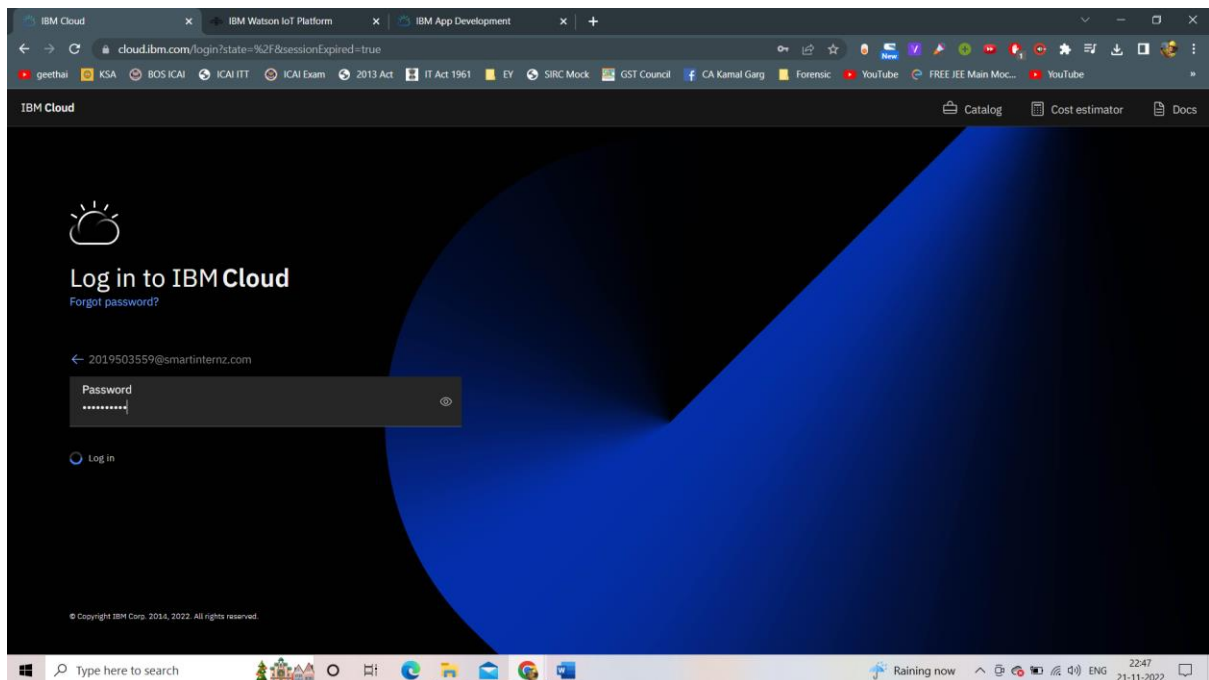 IBM Cloud
IBM Watson IoT Platform
IBM App Development
cloud.ibm.com/login?state=%2F&sessionExpired=true
New
1
geethai KSA BOS ICAI ICAI ITT ICAI Exam 2013 Act IT Act 1961 EY SIRC Mock GST Council CA Kamal Garg Forensic YouTube FREE JEE Main Moc... YouTube »
IBM Cloud Catalog Cost estimator Docs
Log in to IBM Cloud
Forgot password?
← 2019503559@smartinternz.com
Password
••••••••••
Log in
© Copyright IBM Corp. 2014, 2022. All rights reserved.
Type here to search Raining now ENG 22:47
21-11-2022